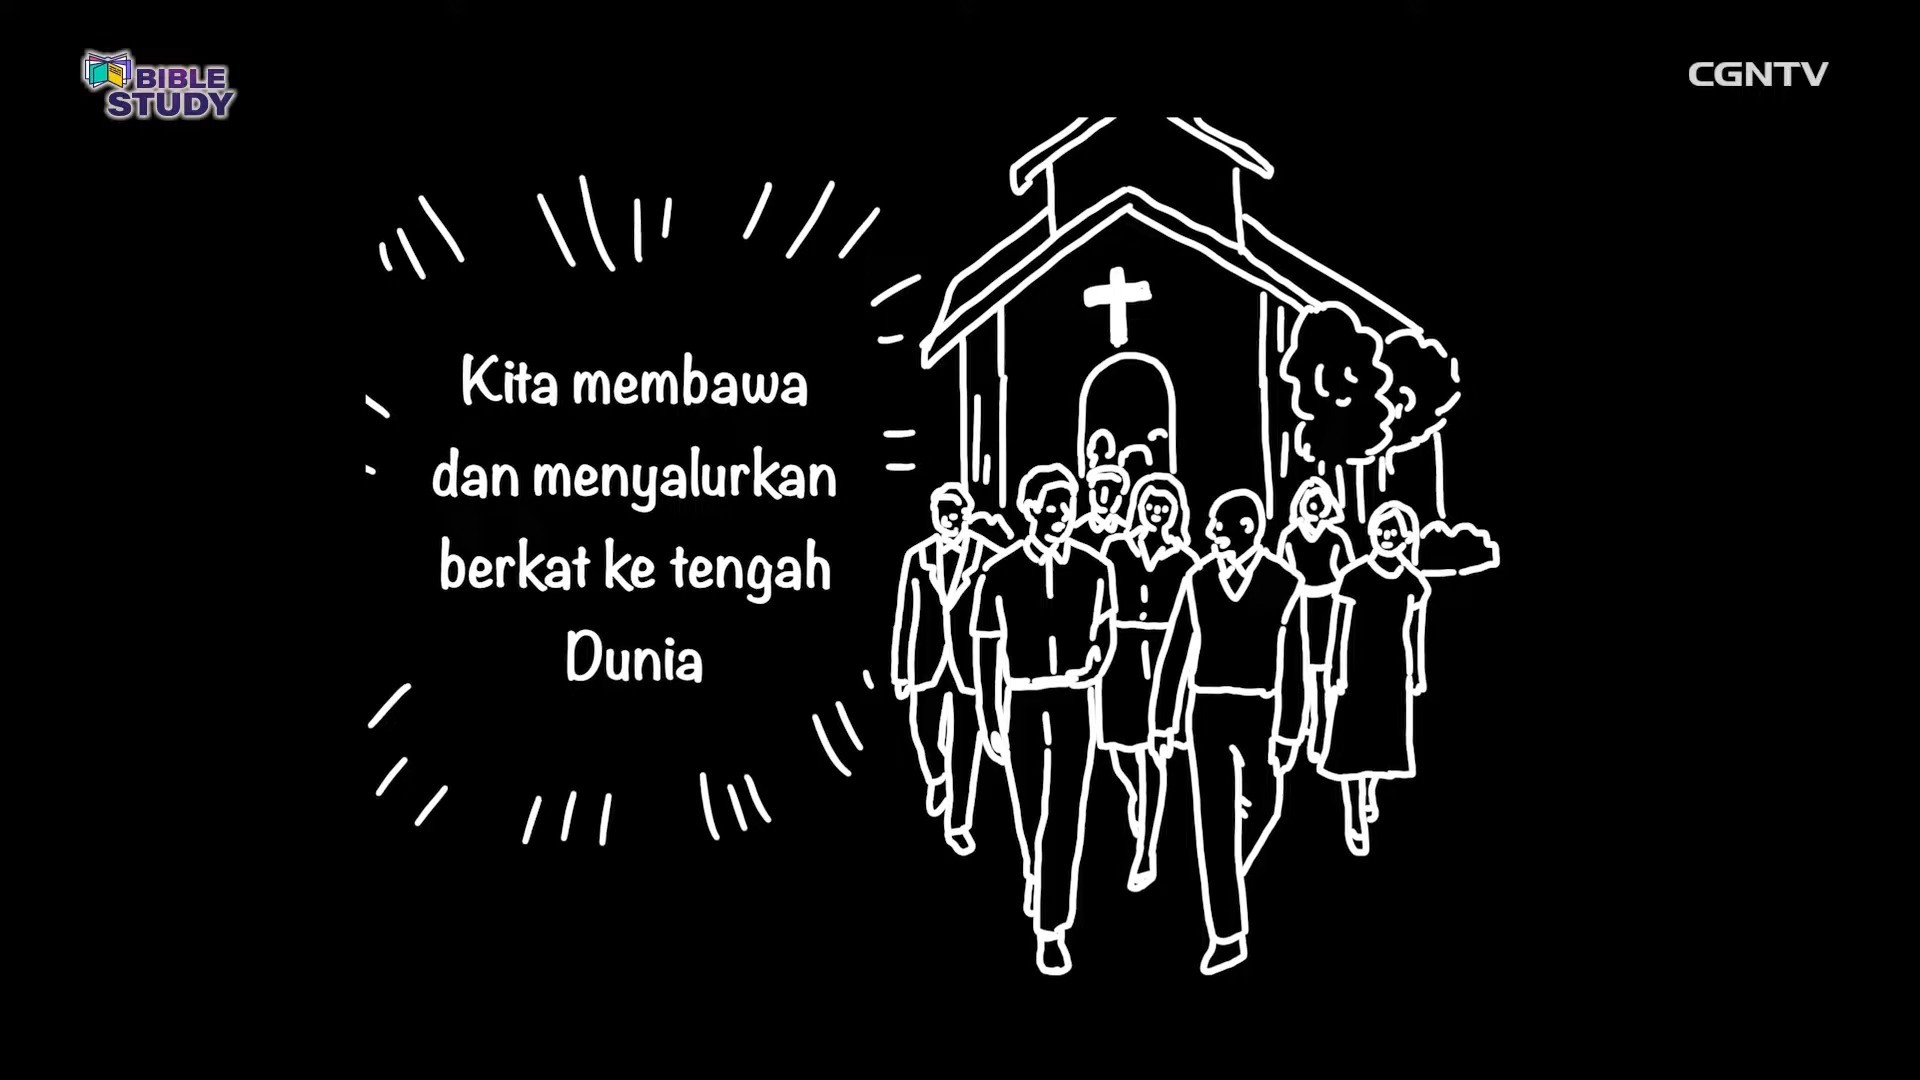 BIBLE
STUDY
CGNTV
Kita membawa
dan menyalurkan
berkat ke tengah
Dunia